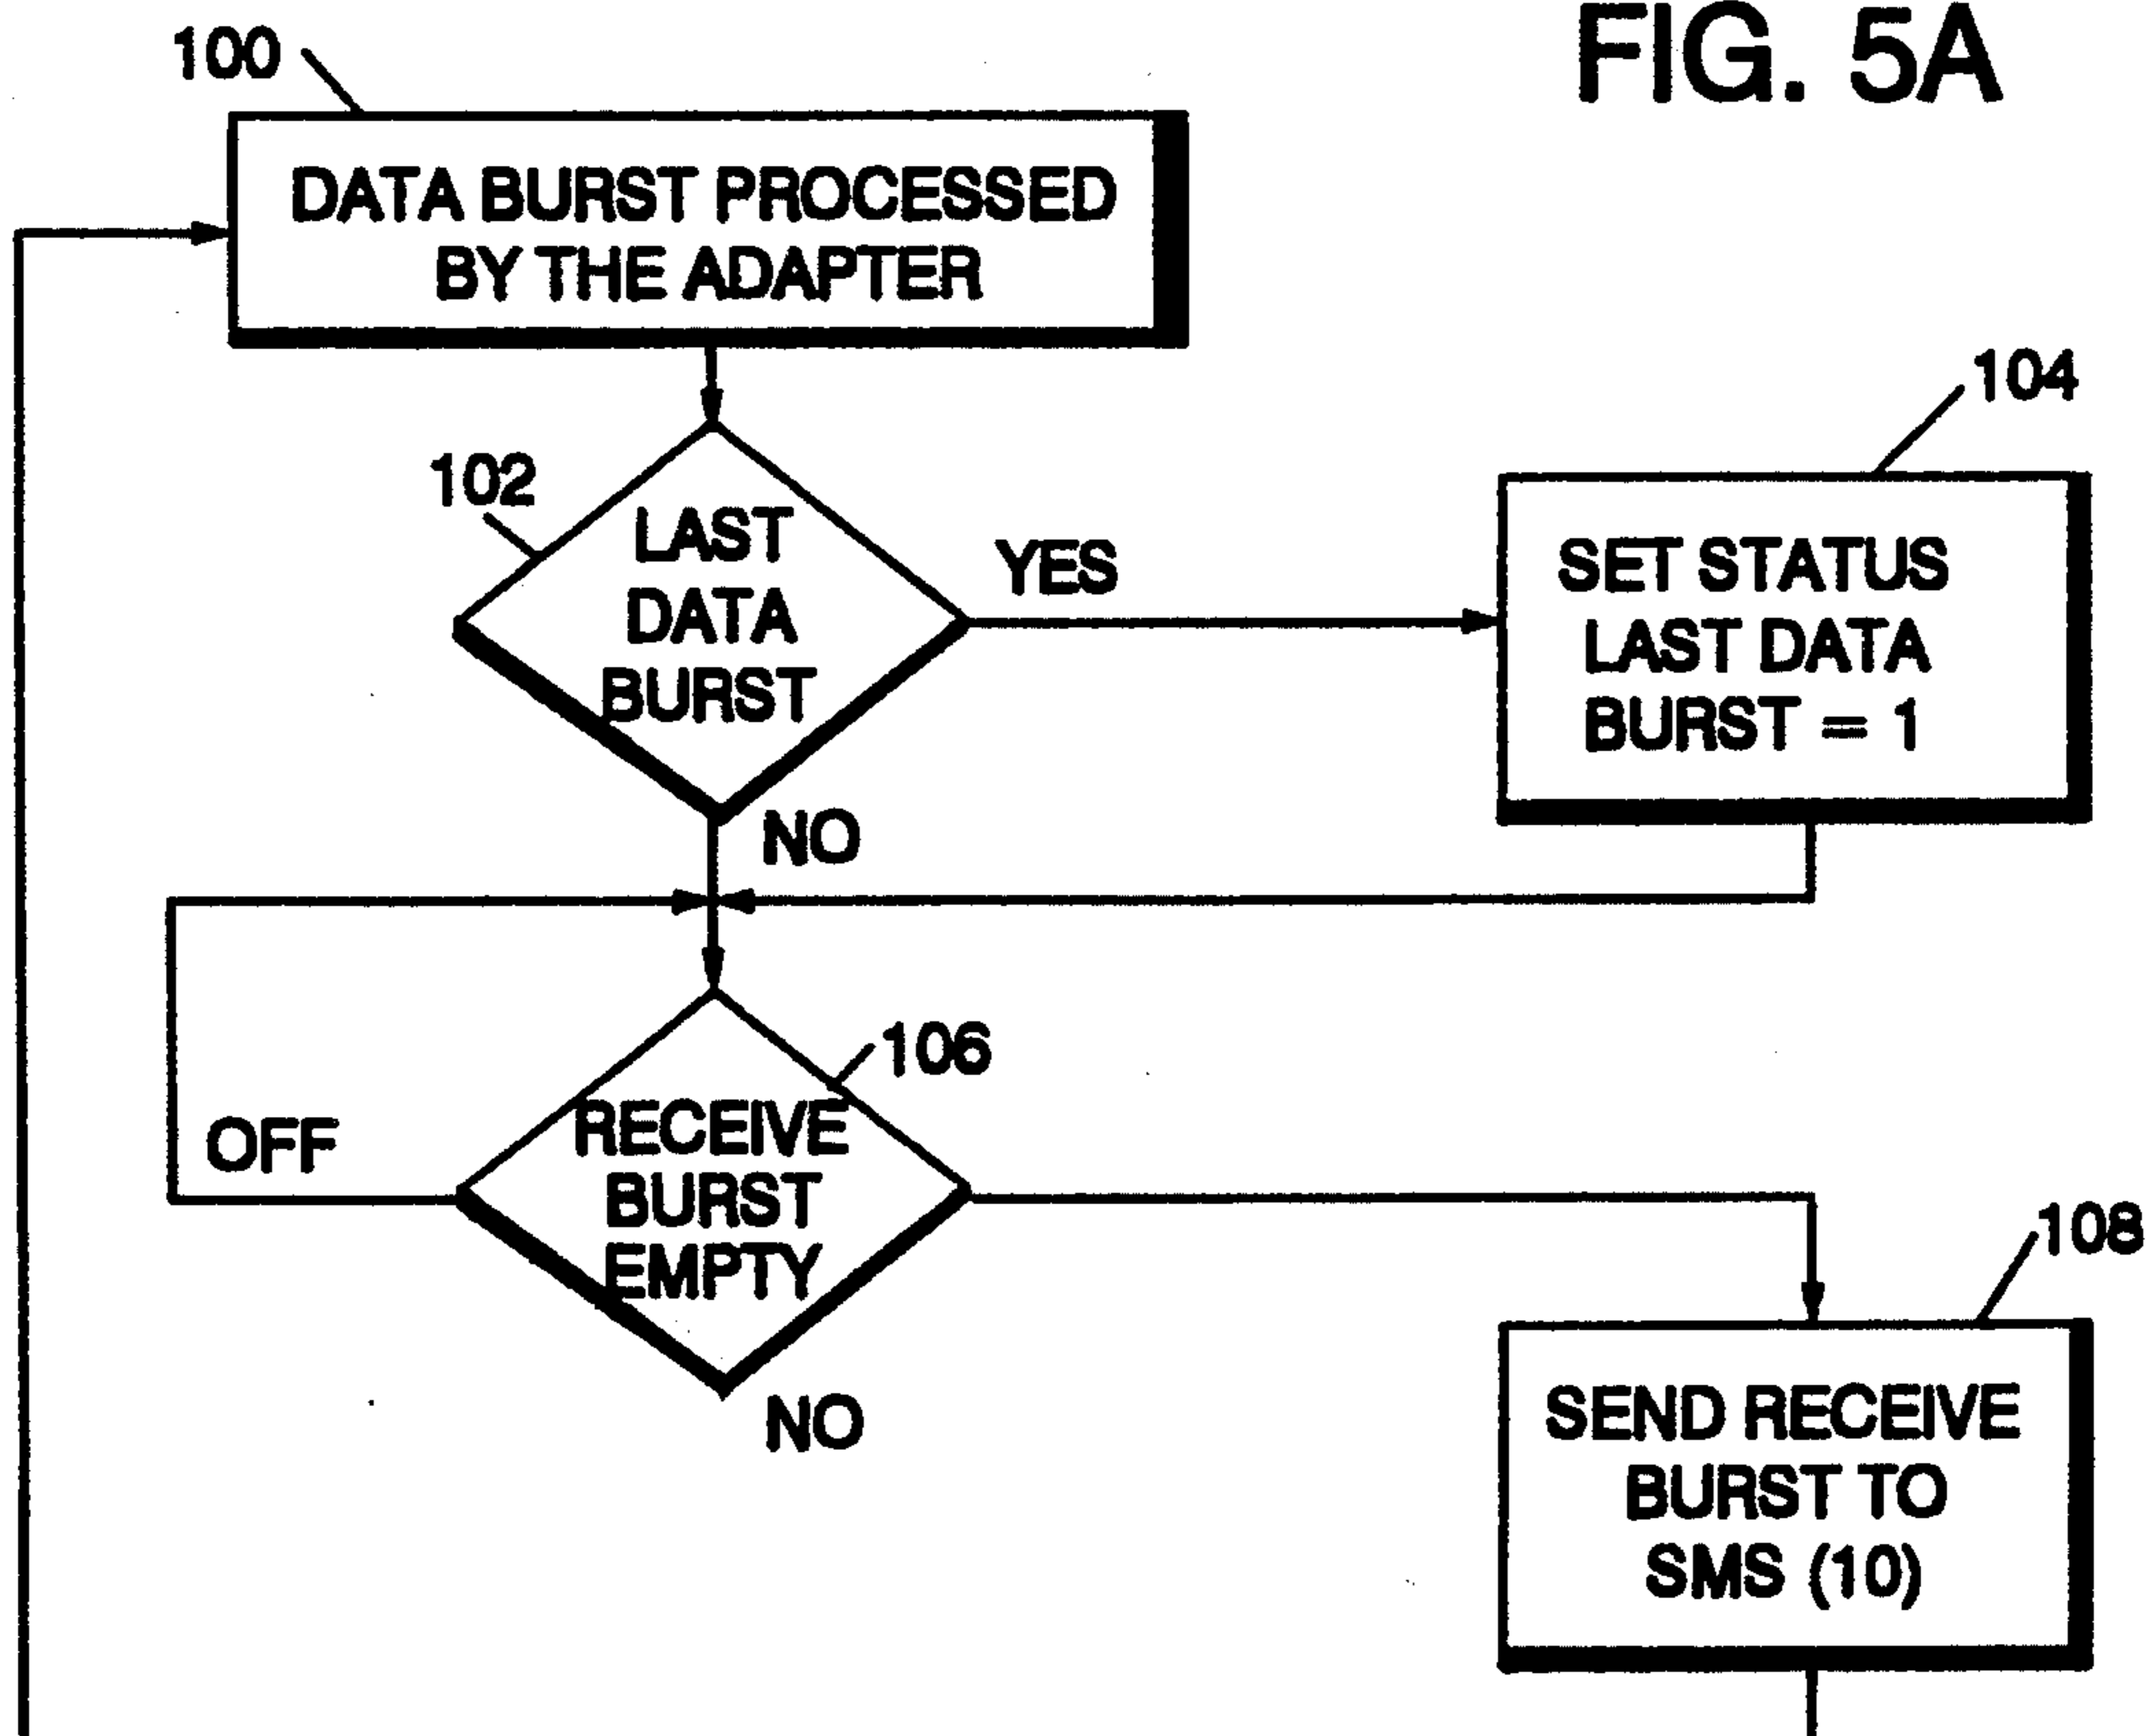 FIG. 5A
100
DATA BURST PROCESSED
BY THE ADAPTER
102
LAST
DATA
BURST
YES
104
SET STATUS
LAST DATA
BURST = 1
NO
106
RECEIVE
BURST
EMPTY
OFF
NO
108
SEND RECEIVE
BURST TO
SMS (10)